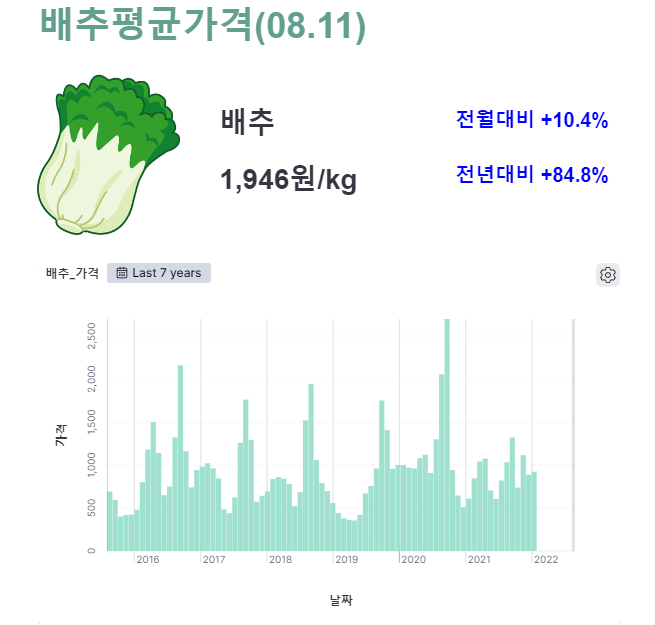 배추평균가격(08.11)
배추
전월대비 +10.4%
1,946원/kg
전년대비 +84.8%
배추_가격 Last 7 years
2,500
2,000
1,500
1,000
500
0
가격
2016 2017 2018 2019 2020 2021 2022
날짜